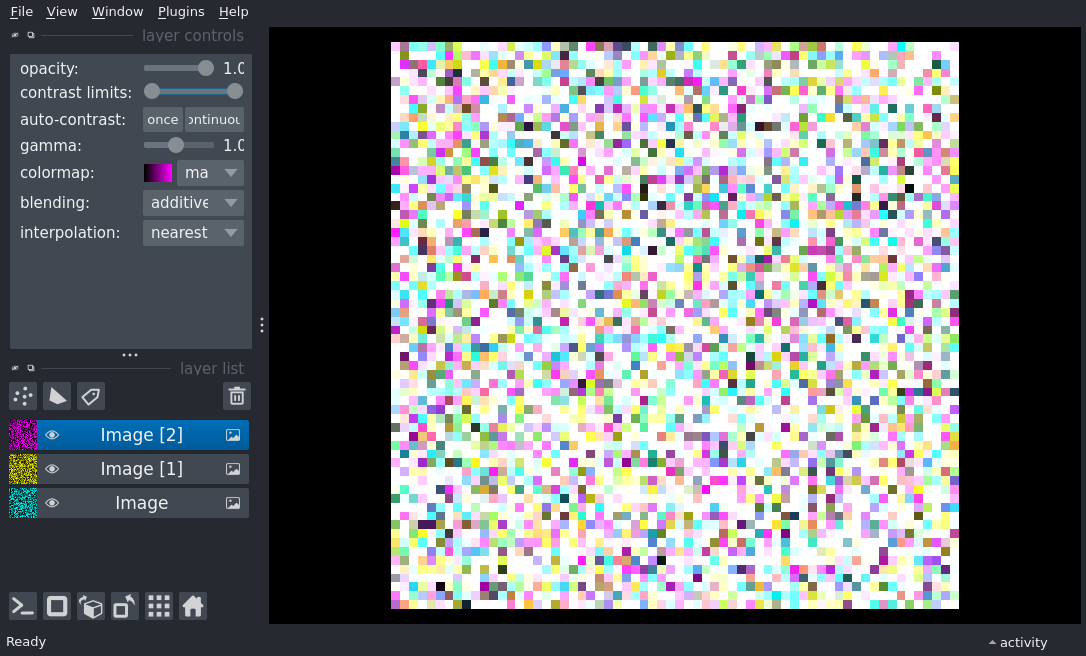 File View Window Plugins Help
layer controls
opacity: 1.0
contrast limits:
auto-contrast: once ontinuou
gamma: 1.0
colormap: ma
blending: additive
interpolation: nearest
layer list
Image [2]
Image [1]
Image
Ready
activity